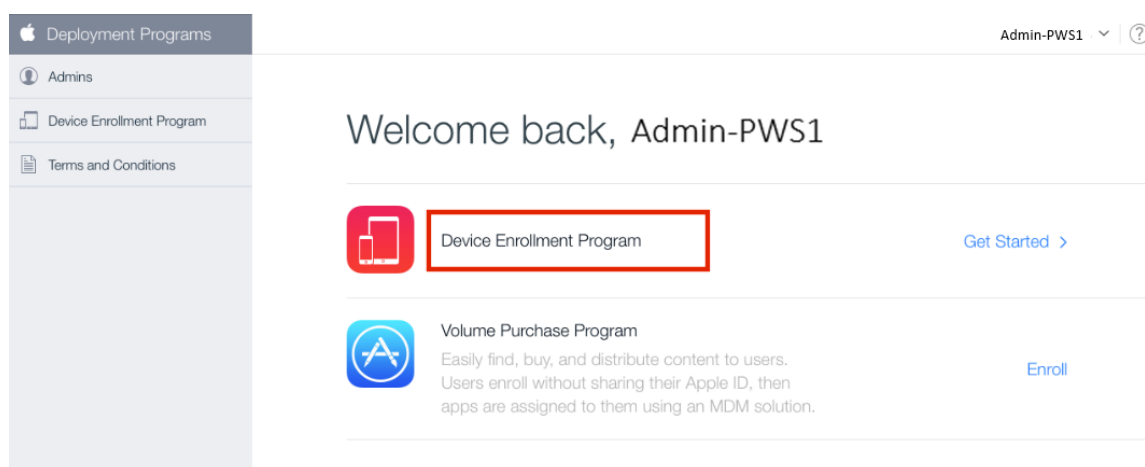 Deployment Programs
Admin-PWS1
?
Admins
Device Enrollment Program
Terms and Conditions
Welcome back, Admin-PWS1
Device Enrollment Program
Get Started >
Volume Purchase Program
Easily find, buy, and distribute content to users.
Users enroll without sharing their Apple ID, then
apps are assigned to them using an MDM solution.
Enroll